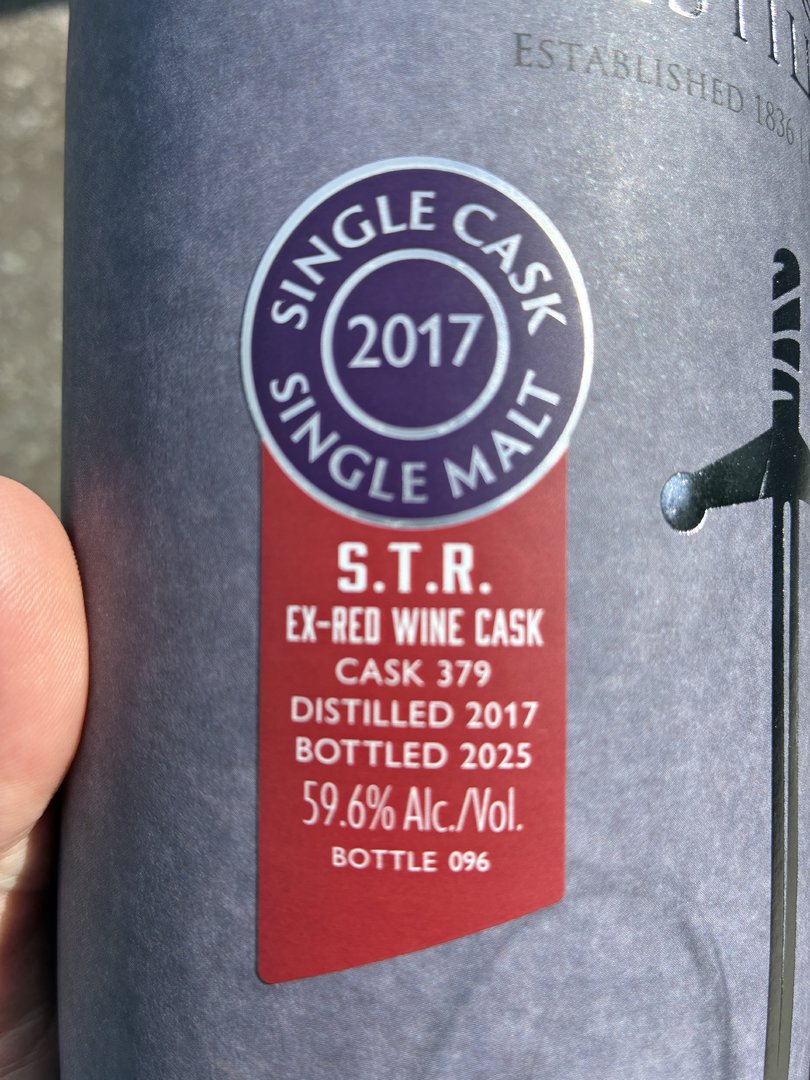 ESTABLISHED 1836
SINGLE CASK
2017
SINGLE MALT
S.T.R.
EX-RED WINE CASK
CASK 379
DISTILLED 2017
BOTTLED 2025
59.6% Alc./Vol.
BOTTLE 096